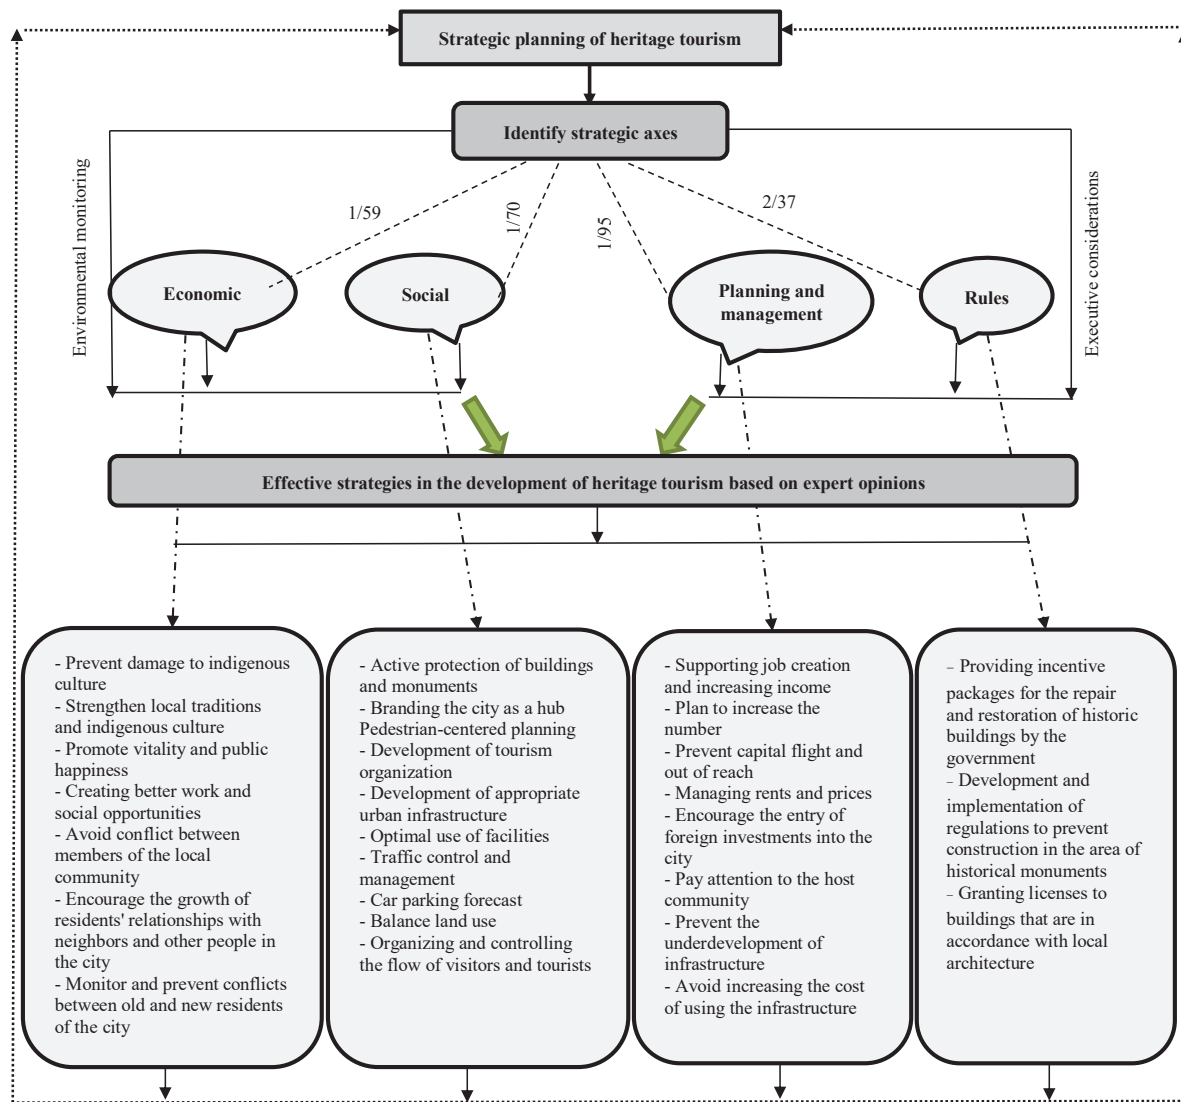 Strategic planning of heritage tourism
Identify strategic axes
Environmental monitoring
Executive considerations
1/59
1/70
1/95
2/37
Economic
Social
Planning and
management
Rules
Effective strategies in the development of heritage tourism based on expert opinions
- Prevent damage to indigenous
culture
- Strengthen local traditions
and indigenous culture
- Promote vitality and public
happiness
- Creating better work and
social opportunities
- Avoid conflict between
members of the local
community
- Encourage the growth of
residents' relationships with
neighbors and other people in
the city
- Monitor and prevent conflicts
between old and new residents
of the city
- Active protection of buildings
and monuments
- Branding the city as a hub
Pedestrian-centered planning
- Development of tourism
organization
- Development of appropriate
urban infrastructure
- Optimal use of facilities
- Traffic control and
management
- Car parking forecast
- Balance land use
- Organizing and controlling
the flow of visitors and tourists
- Supporting job creation
and increasing income
- Plan to increase the
number
- Prevent capital flight and
out of reach
- Managing rents and prices
- Encourage the entry of
foreign investments into the
city
- Pay attention to the host
community
- Prevent the
underdevelopment of
infrastructure
- Avoid increasing the cost
of using the infrastructure
- Providing incentive
packages for the repair
and restoration of historic
buildings by the
government
- Development and
implementation of
regulations to prevent
construction in the area of
historical monuments
- Granting licenses to
buildings that are in
accordance with local
architecture